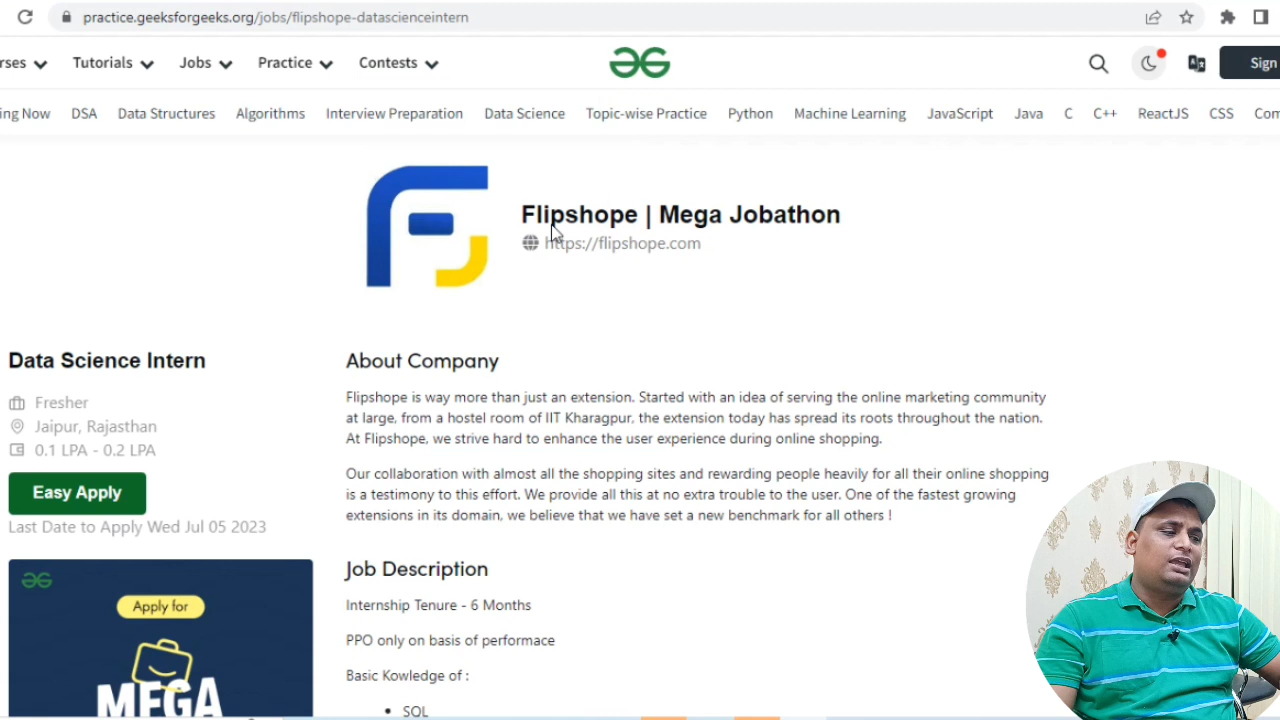 practice.geeksforgeeks.org/jobs/flipshope-datascienceintern
rses Tutorials Jobs Practice Contests Sign
ing Now DSA Data Structures Algorithms Interview Preparation Data Science Topic-wise Practice Python Machine Learning JavaScript Java C C++ ReactJS CSS Com
Flipshope | Mega Jobathon
https://flipshope.com
Data Science Intern
Fresher
Jaipur, Rajasthan
0.1 LPA - 0.2 LPA
Easy Apply
Last Date to Apply Wed Jul 05 2023
Apply for
MEGA
About Company
Flipshope is way more than just an extension. Started with an idea of serving the online marketing community
at large, from a hostel room of IIT Kharagpur, the extension today has spread its roots throughout the nation.
At Flipshope, we strive hard to enhance the user experience during online shopping.
Our collaboration with almost all the shopping sites and rewarding people heavily for all their online shopping
is a testimony to this effort. We provide all this at no extra trouble to the user. One of the fastest growing
extensions in its domain, we believe that we have set a new benchmark for all others !
Job Description
Internship Tenure - 6 Months
PPO only on basis of performace
Basic Kowledge of :
• SQL